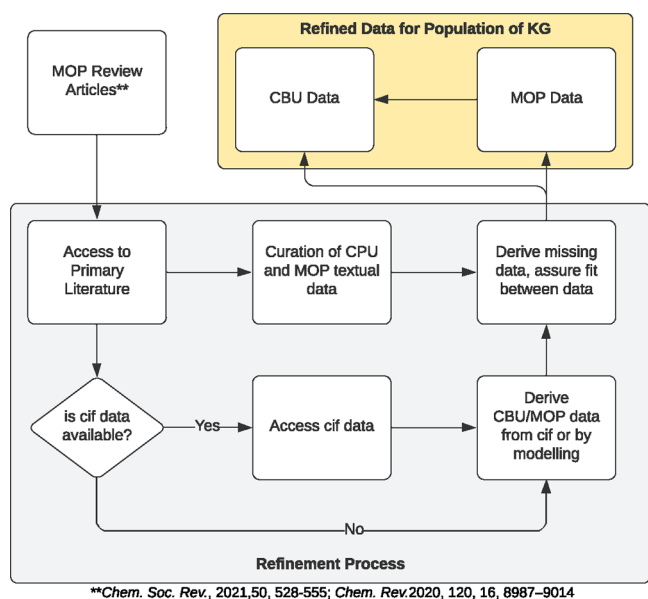 Refined Data for Population of KG
MOP Review
Articles**
CBU Data
MOP Data
Access to
Primary
Literature
Curation of CPU
and MOP textual
data
Derive missing
data, assure fit
between data
is cif data
available?
Yes
Access cif data
Derive
CBU/MOP data
from cif or by
modelling
No
Refinement Process
**Chem. Soc. Rev., 2021,50, 528-555; Chem. Rev.2020, 120, 16, 8987–9014